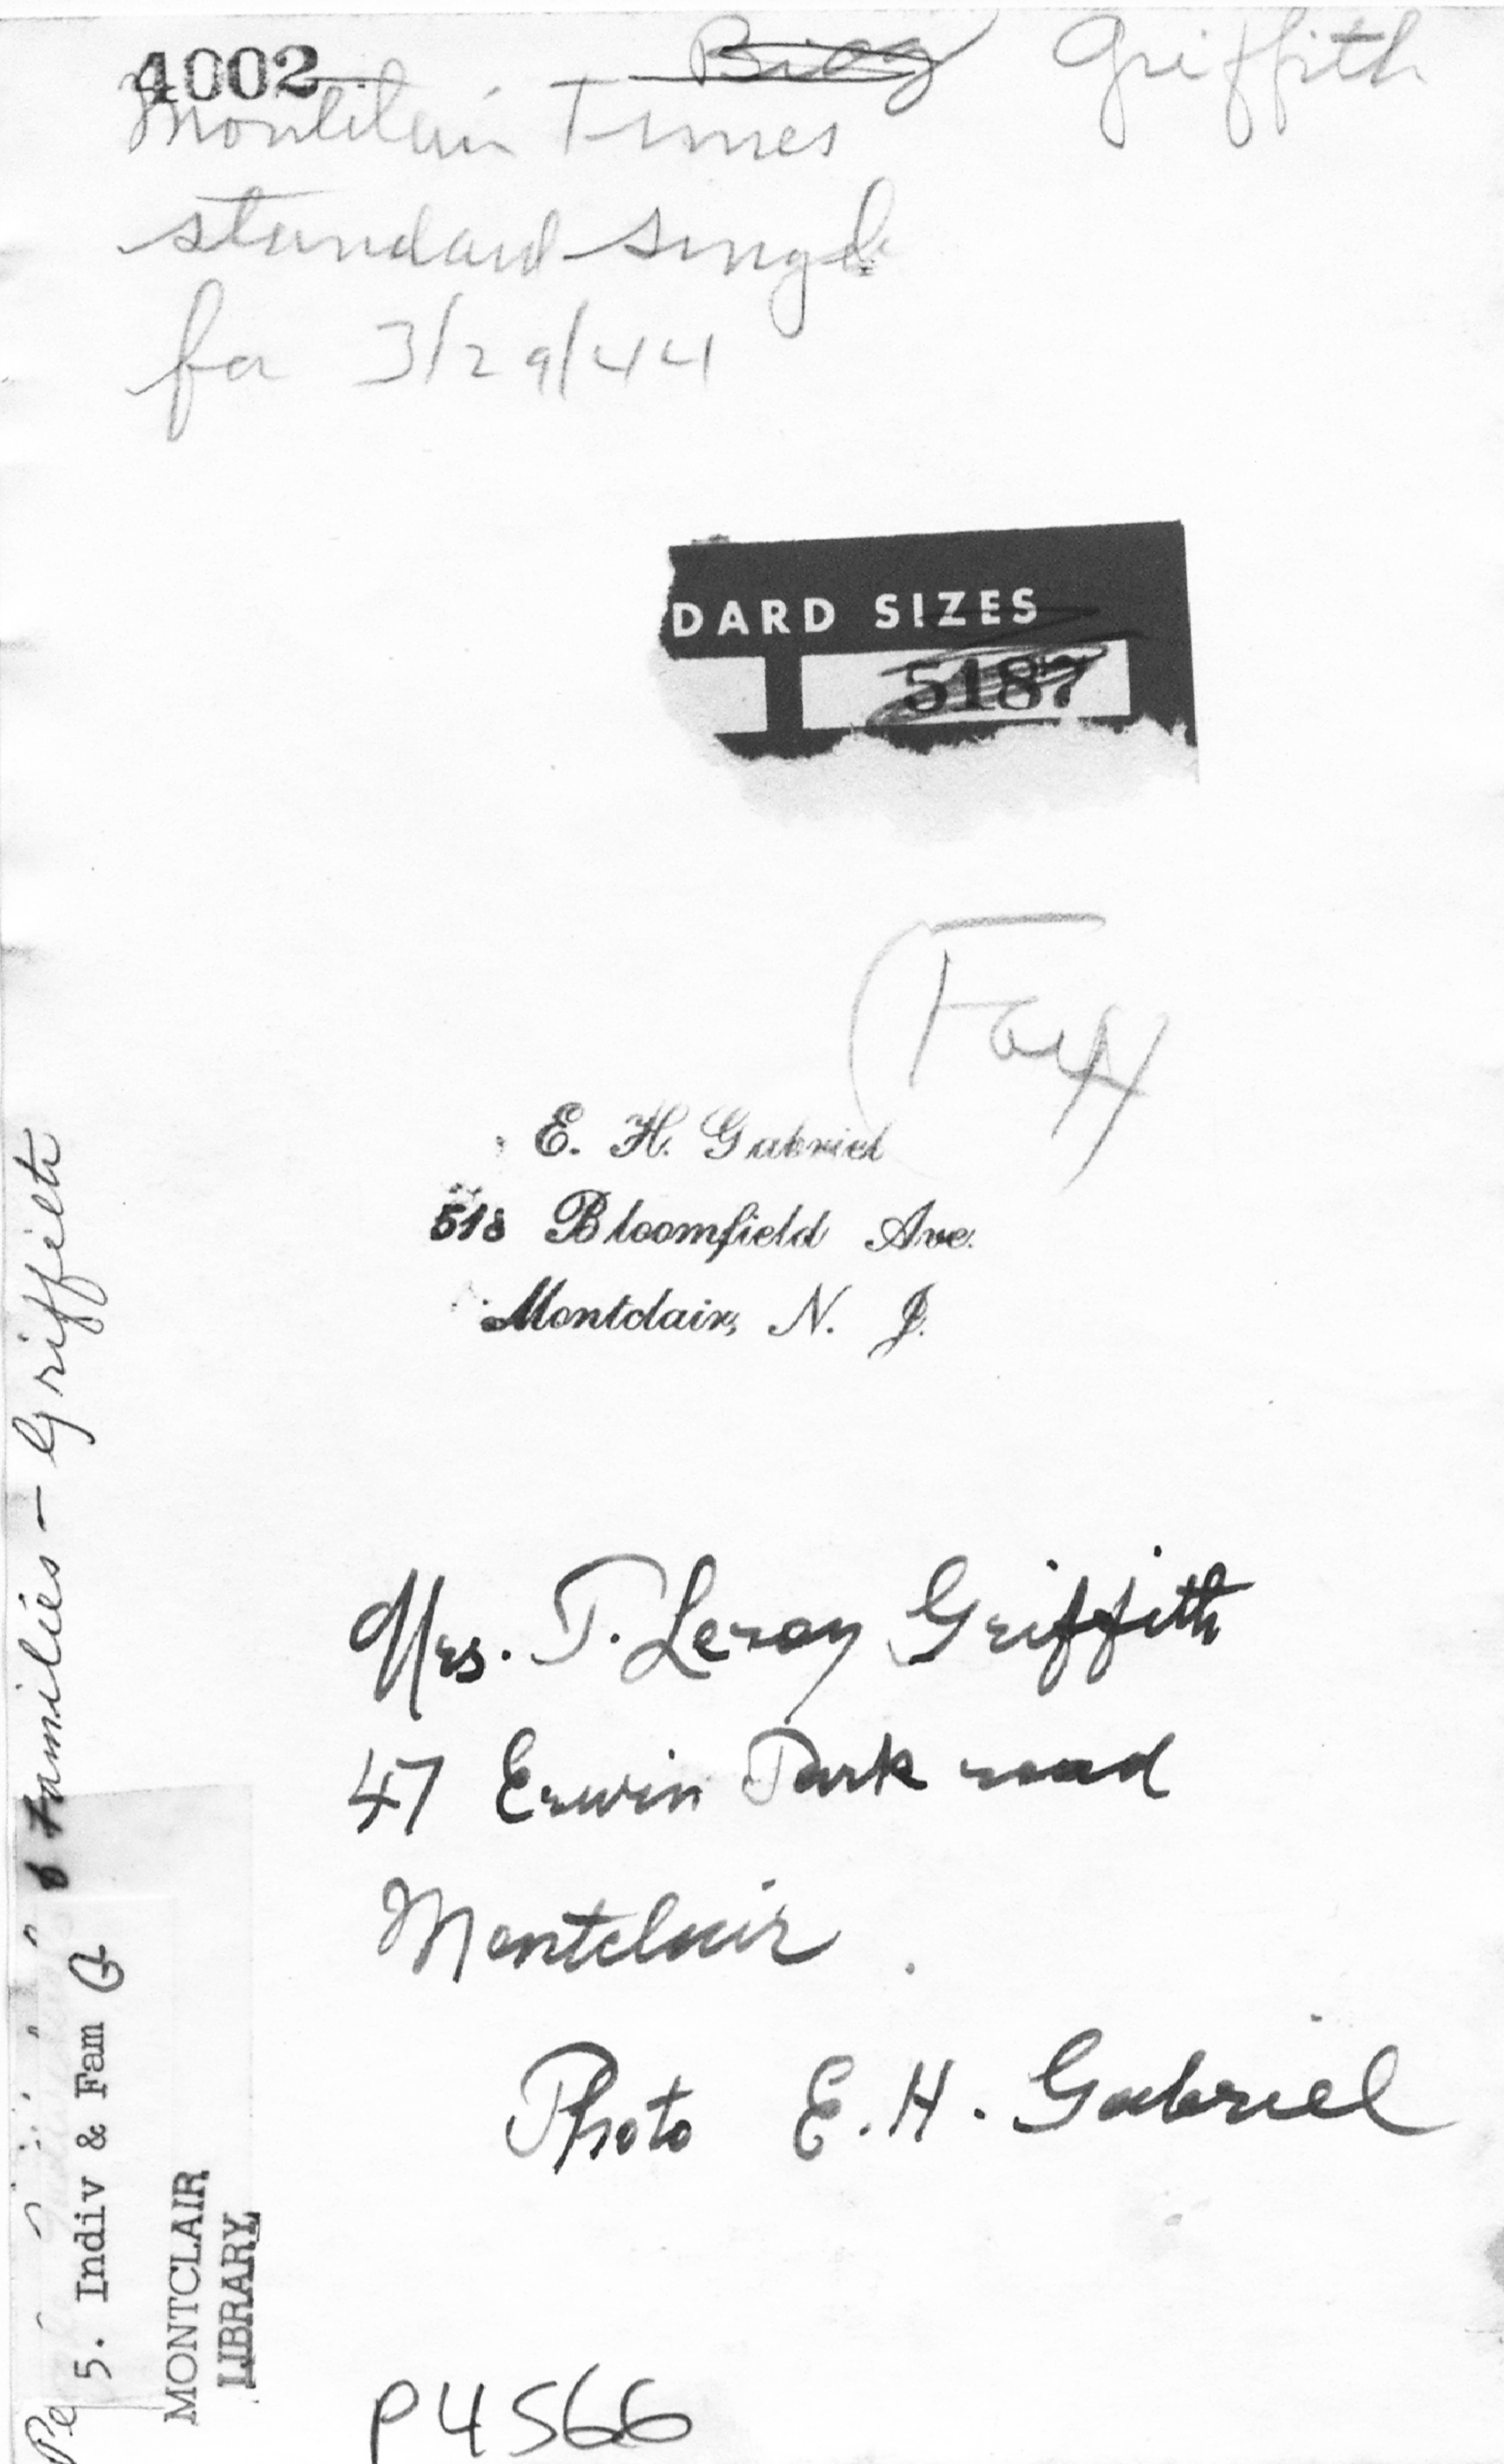 4002
Griffith
Montclair Times
standard single
for 3/29/44
DARD SIZES
5187
E. H. Gabriel
518 Bloomfield Ave.
Montclair, N. J.
Mrs. T. Leroy Griffith
47 Erwin Park road
Montclair.
Photo E. H. Gabriel
P4566
& families - Griffith
5. Indiv & Fam G
MONTCLAIR
LIBRARY